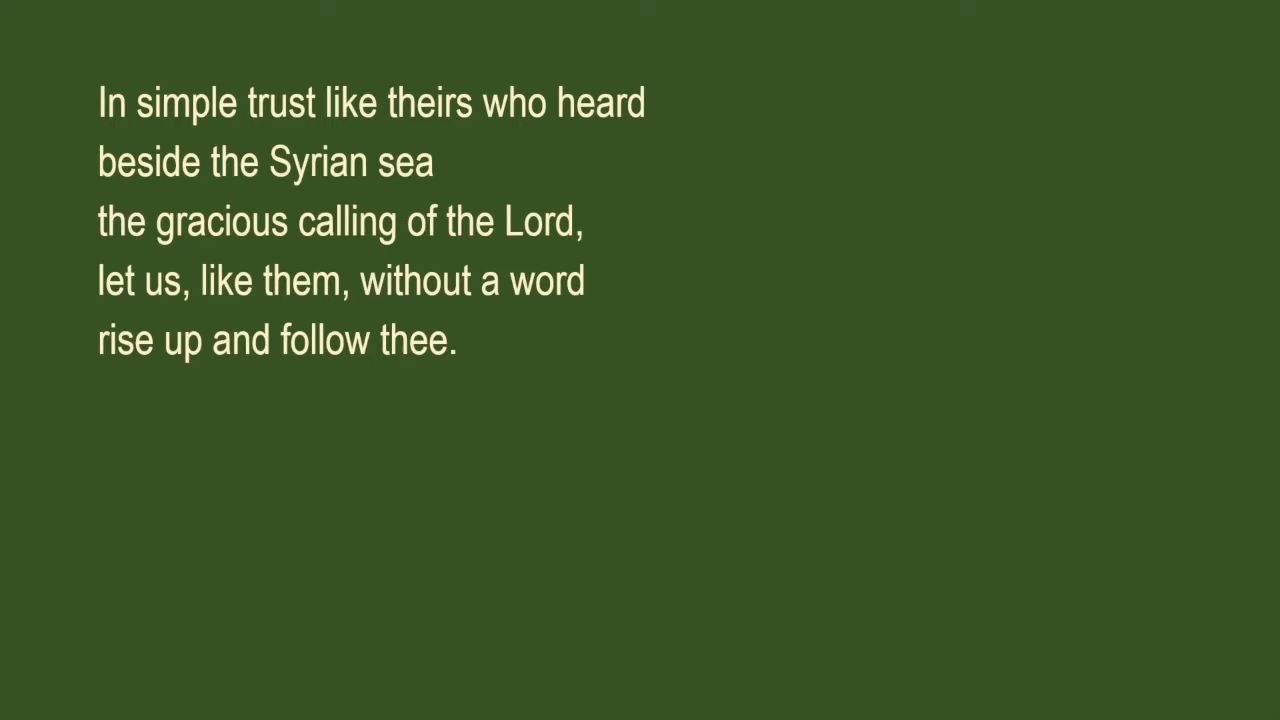 In simple trust like theirs who heard
beside the Syrian sea
the gracious calling of the Lord,
let us, like them, without a word
rise up and follow thee.